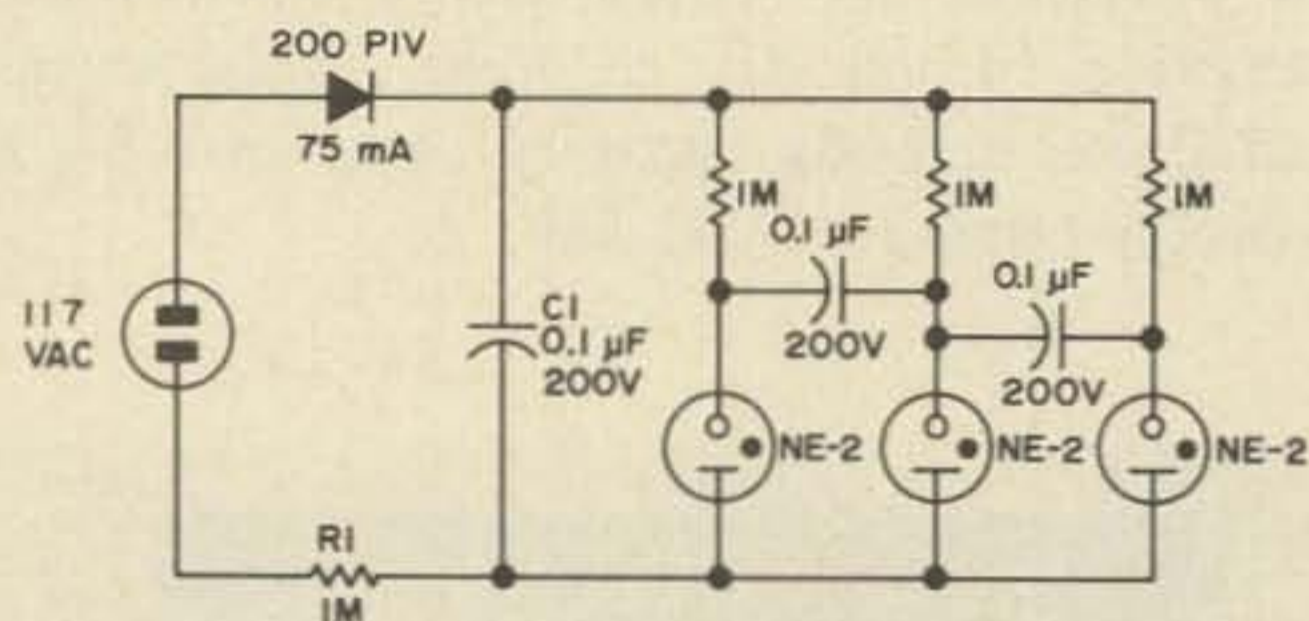 200 PIV
75 mA
117
VAC
C1
0.1 µF
200V
R1
1M
1M
0.1 µF
200V
1M
0.1 µF
200V
1M
NE-2
NE-2
NE-2